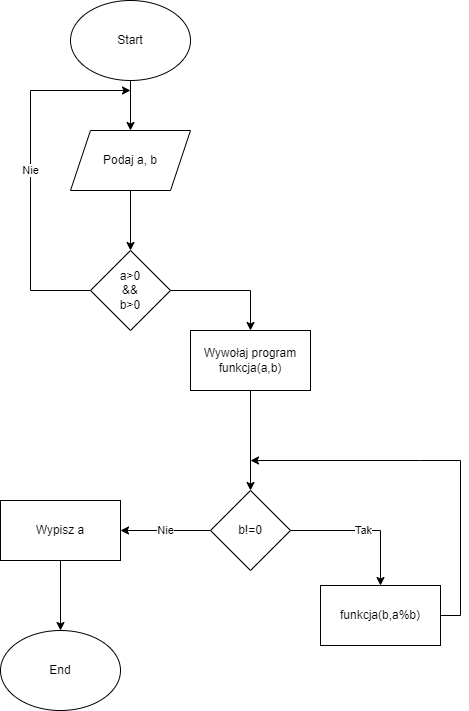 Start
Podaj a, b
Nie
a>0
&&
b>0
Wywołaj program
funkcja(a,b)
b!=0
Nie
Tak
Wypisz a
funkcja(b,a%b)
End